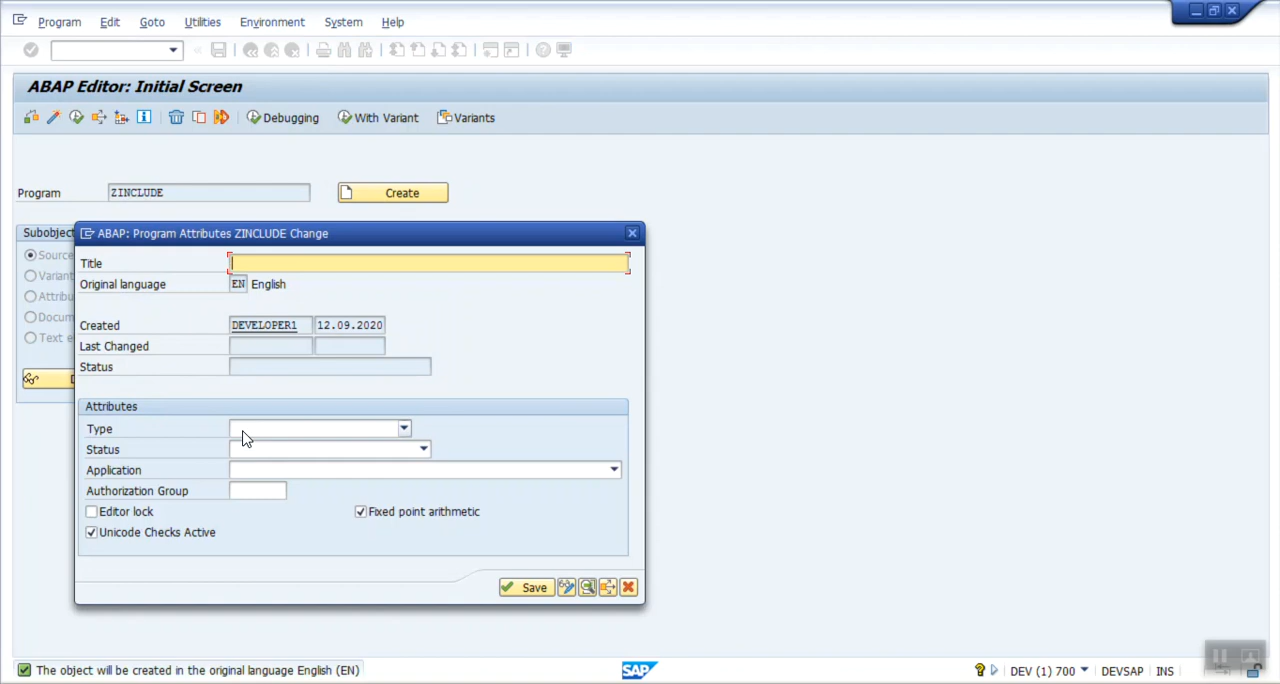 Program Edit Goto Utilities Environment System Help
ABAP Editor: Initial Screen
Debugging With Variant Variants
Program ZINCLUDE Create
Subobject
ABAP: Program Attributes ZINCLUDE Change
Source
Title
Variant
Original language EN English
Attribu
Docum
Created DEVELOPER1 12.09.2020
Text e
Last Changed
Status
Attributes
Type
Status
Application
Authorization Group
Editor lock Fixed point arithmetic
Unicode Checks Active
Save
The object will be created in the original language English (EN)
SAP
DEV (1) 700 DEVSAP INS